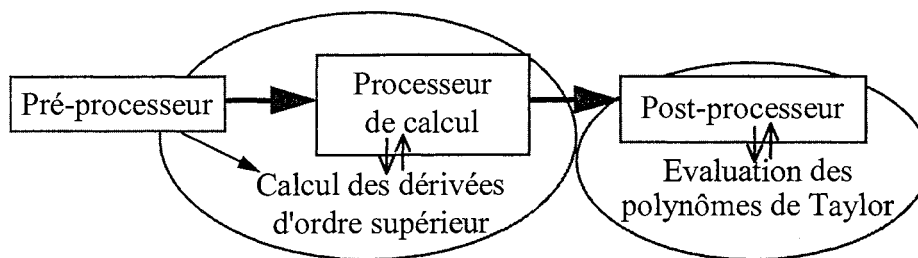 Pré-processeur
Processeur
de calcul
Calcul des dérivées
d'ordre supérieur
Post-processeur
Evaluation des
polynômes de Taylor